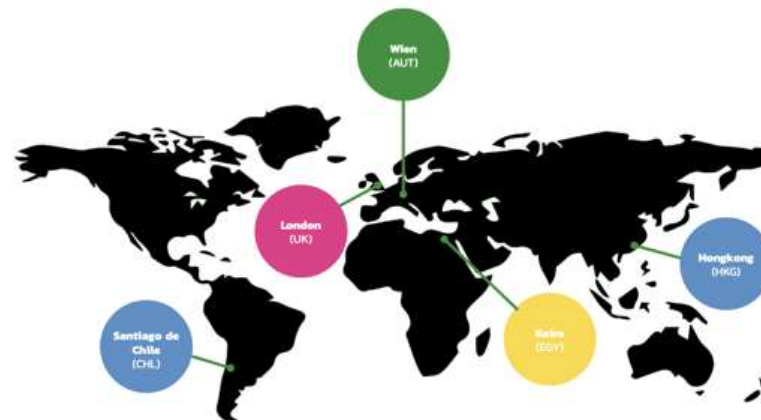 Wien
(AUT)
London
(UK)
Hongkong
(HKG)
Santiago de
Chile
(CHL)
Kairo
(EGY)